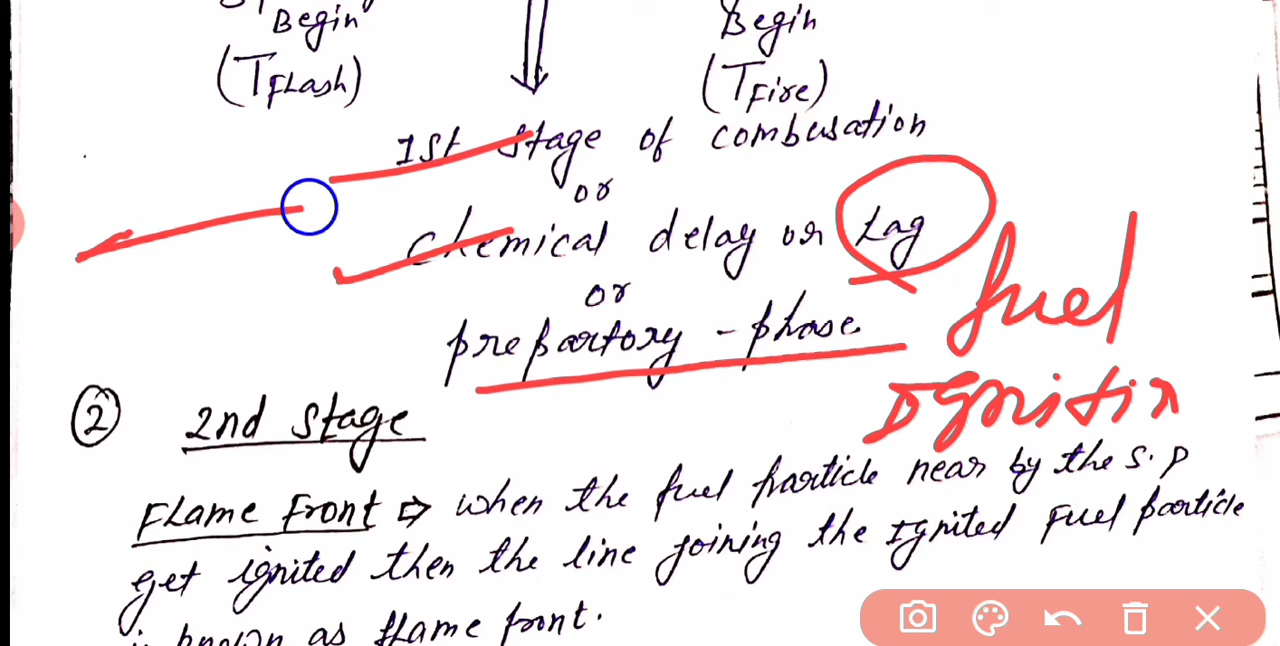 Begin Begin
(TFLash) (TFire)
1st stage of combusation
or
chemical delay or Lag
or
prepartory - phase
fuel
Ignition
② 2nd stage
FLame Front ⇨ when the fuel particle near by the S.P
get ignited then the line joining the Ignited Fuel particle
is known as flame front.